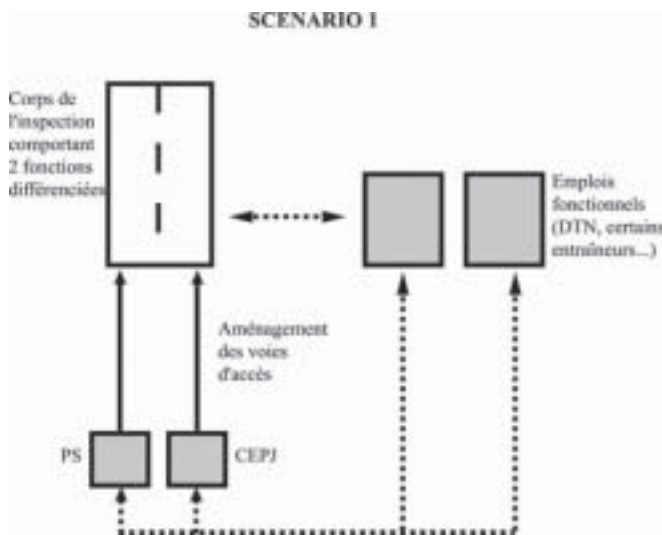 SCENARIO 1
Corps de
l'inspection
comportant
2 fonctions
différenciées
Emplois
fonctionnels
(DTN, certains
entraîneurs...)
Aménagement
des voies
d'accès
PS
CEPJ